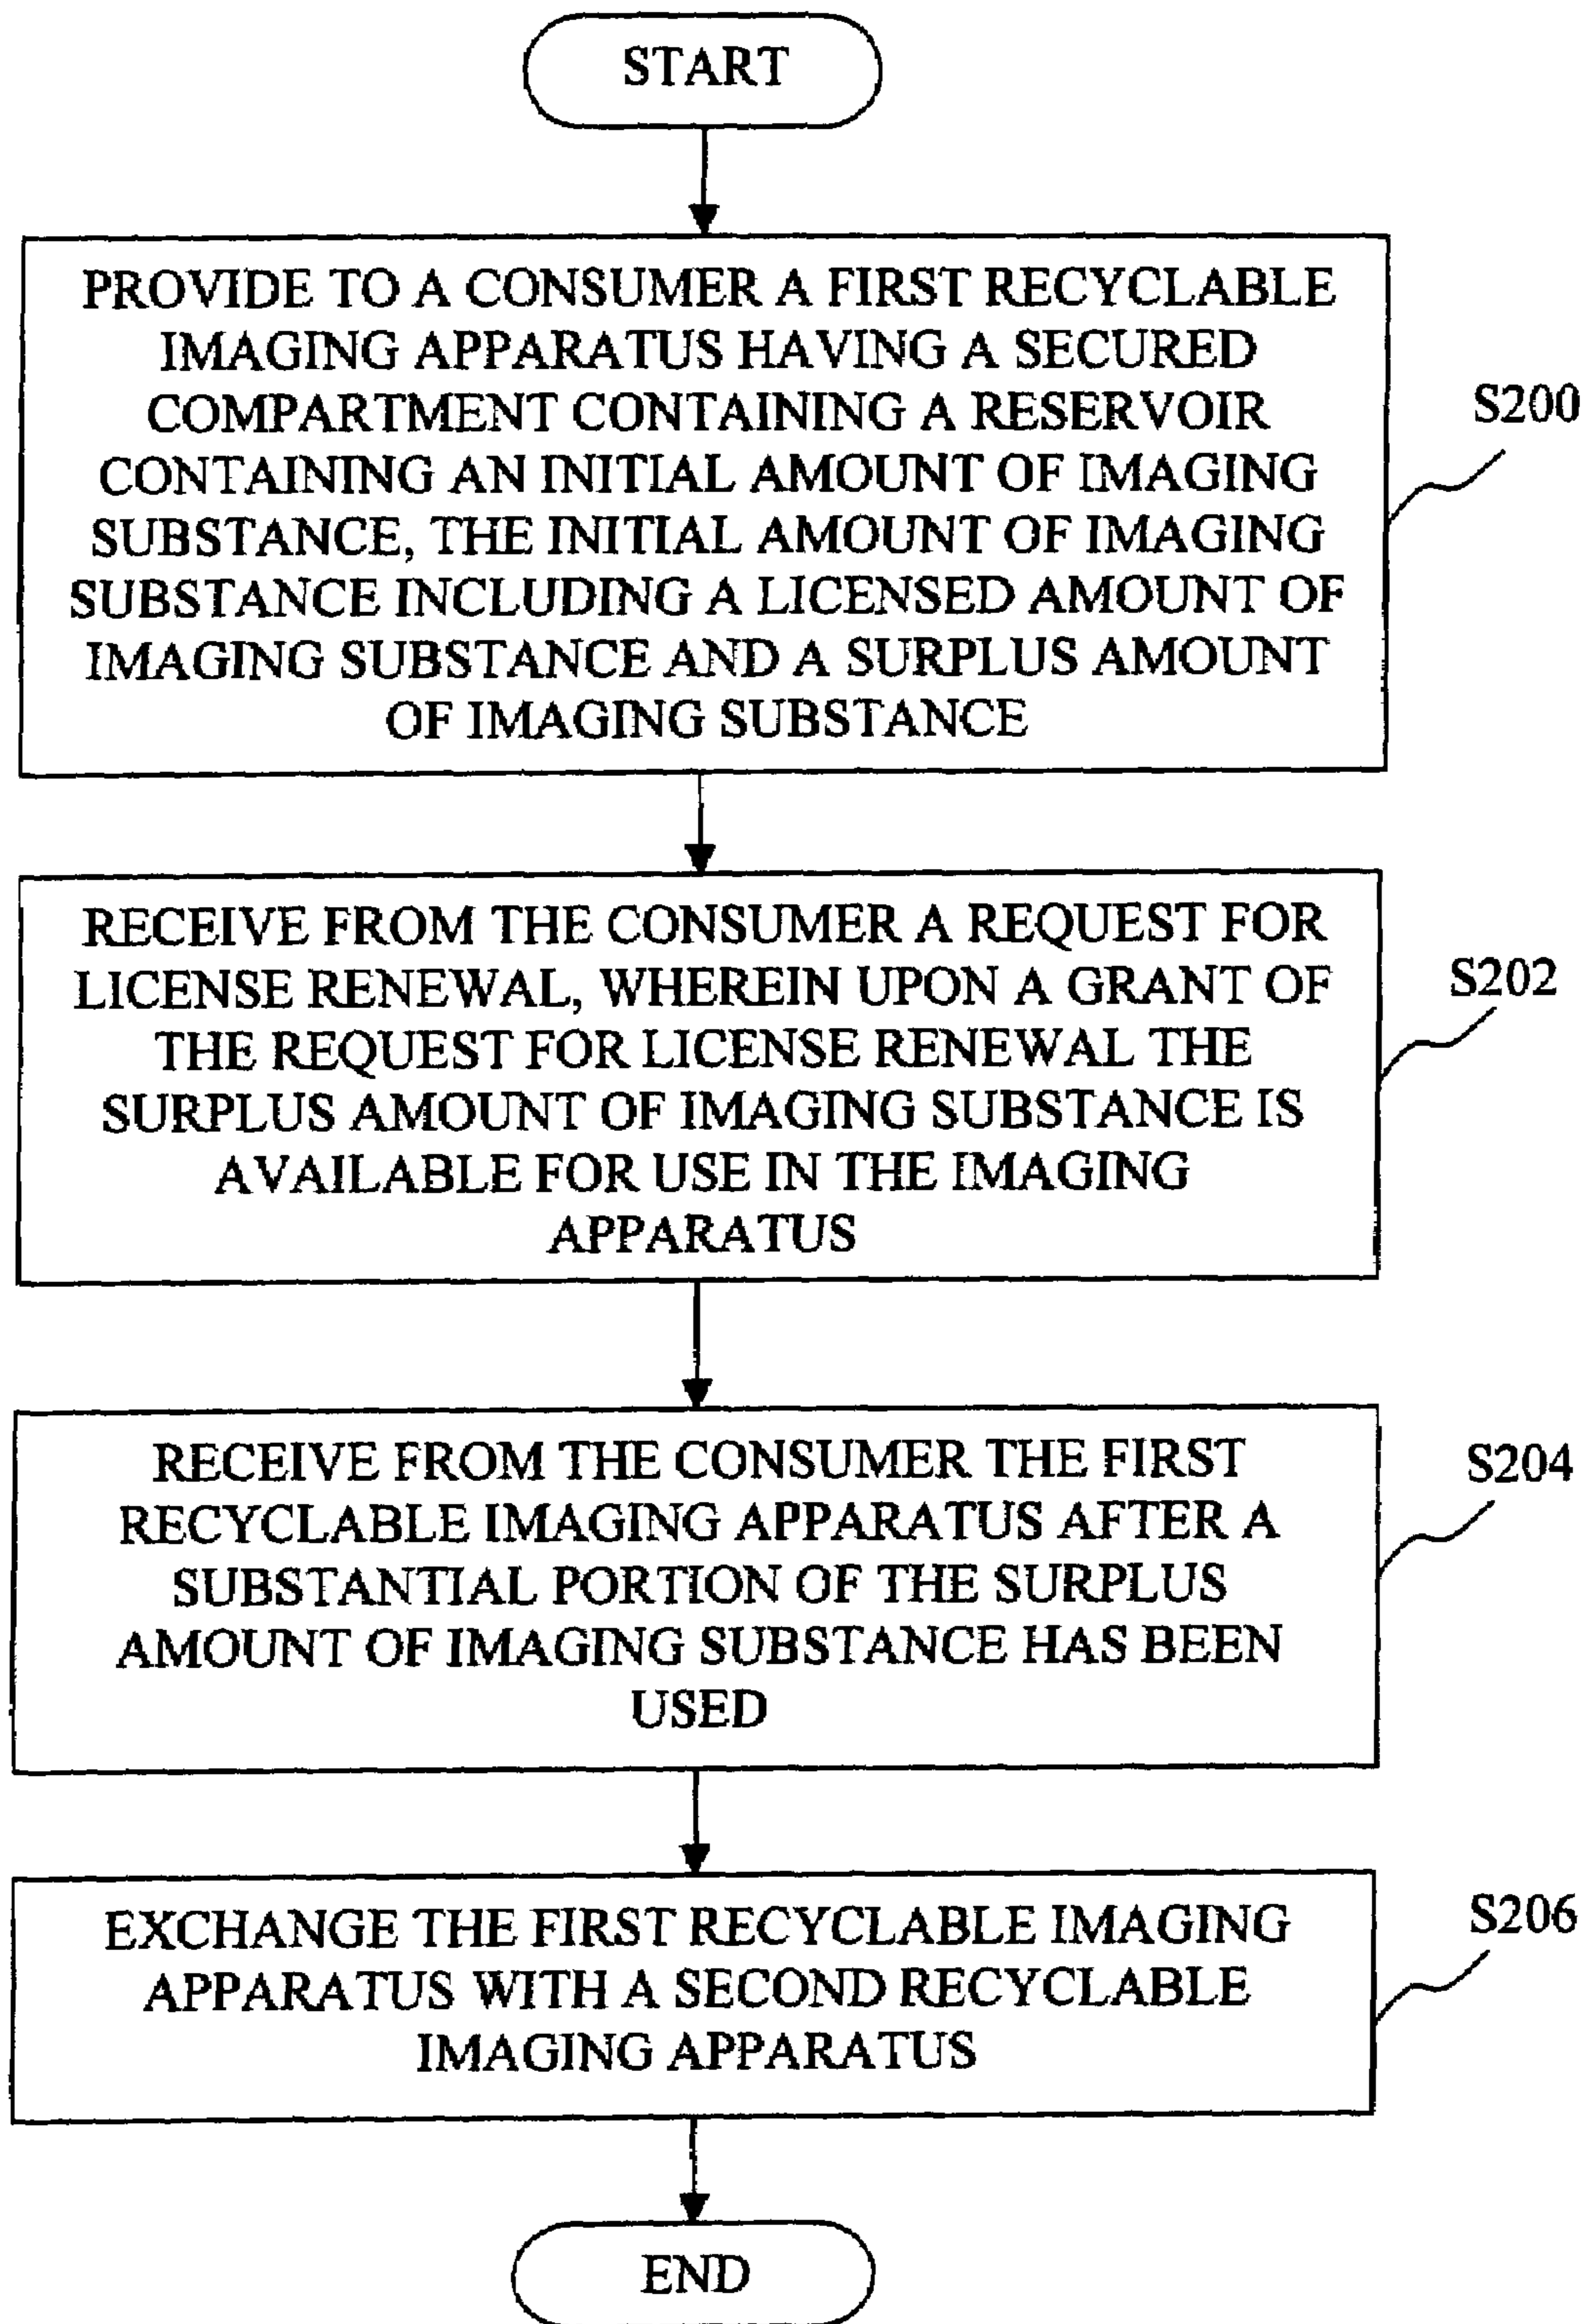 START
PROVIDE TO A CONSUMER A FIRST RECYCLABLE
IMAGING APPARATUS HAVING A SECURED
COMPARTMENT CONTAINING A RESERVOIR
CONTAINING AN INITIAL AMOUNT OF IMAGING
SUBSTANCE, THE INITIAL AMOUNT OF IMAGING
SUBSTANCE INCLUDING A LICENSED AMOUNT OF
IMAGING SUBSTANCE AND A SURPLUS AMOUNT
OF IMAGING SUBSTANCE
S200
RECEIVE FROM THE CONSUMER A REQUEST FOR
LICENSE RENEWAL, WHEREIN UPON A GRANT OF
THE REQUEST FOR LICENSE RENEWAL THE
SURPLUS AMOUNT OF IMAGING SUBSTANCE IS
AVAILABLE FOR USE IN THE IMAGING
APPARATUS
S202
RECEIVE FROM THE CONSUMER THE FIRST
RECYCLABLE IMAGING APPARATUS AFTER A
SUBSTANTIAL PORTION OF THE SURPLUS
AMOUNT OF IMAGING SUBSTANCE HAS BEEN
USED
S204
EXCHANGE THE FIRST RECYCLABLE IMAGING
APPARATUS WITH A SECOND RECYCLABLE
IMAGING APPARATUS
S206
END